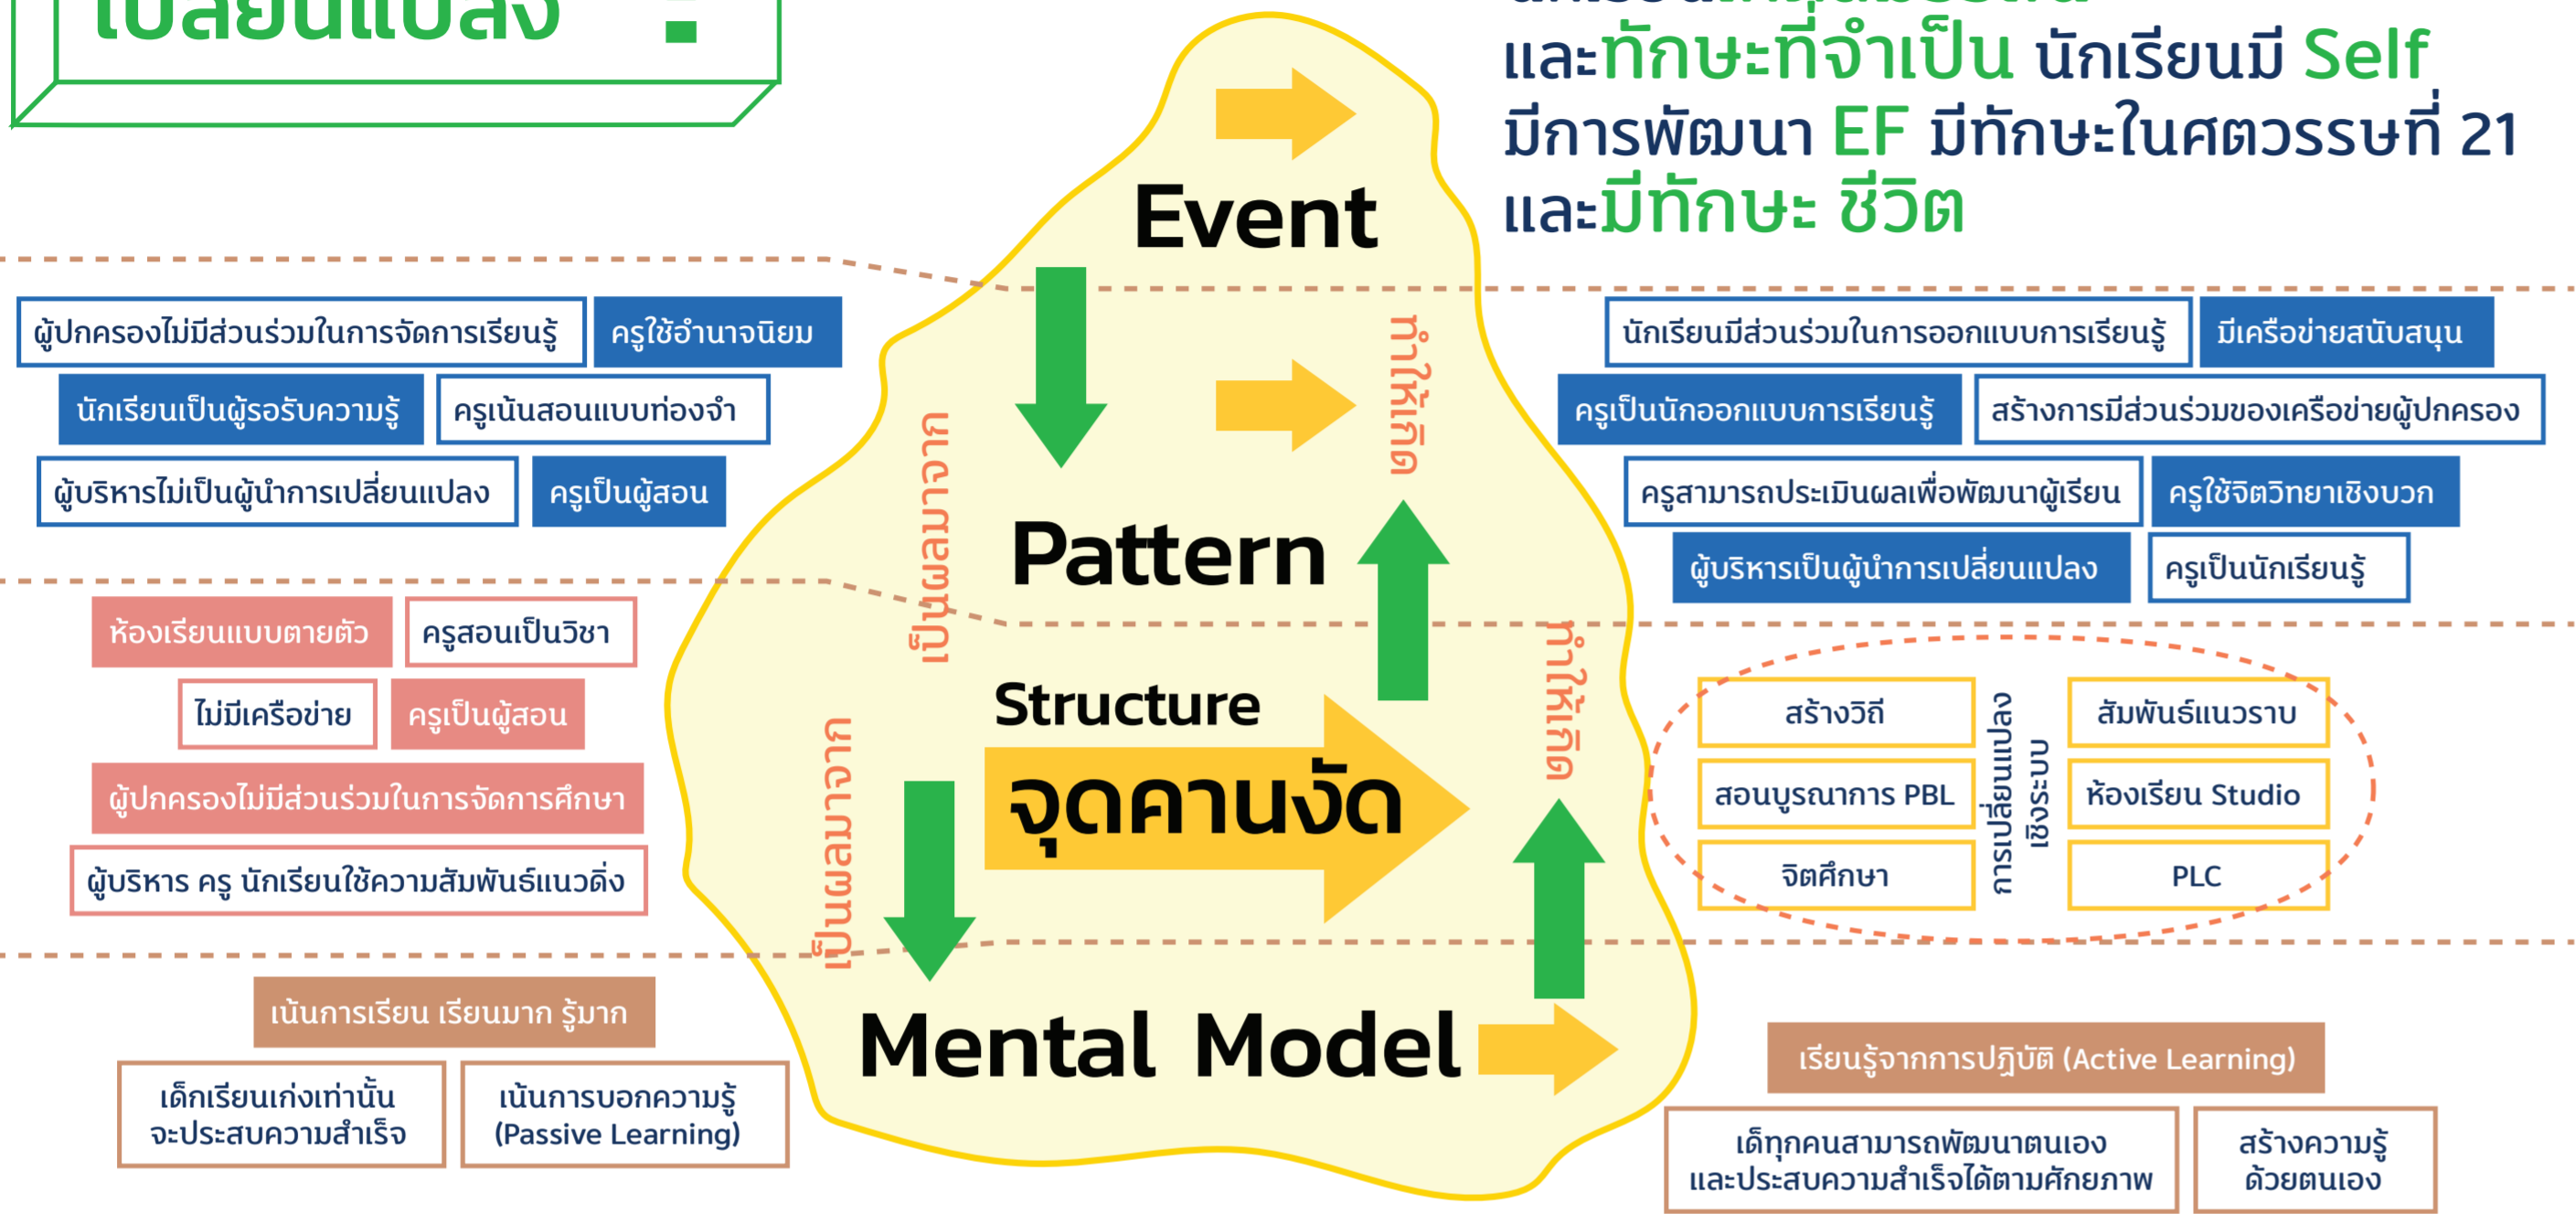 เปลี่ยนแปลง
และทักษะที่จำเป็น นักเรียนมี Self
มีการพัฒนา EF มีทักษะในศตวรรษที่ 21
และมีทักษะ ชีวิต
Event
ผู้ปกครองไม่มีส่วนร่วมในการจัดการเรียนรู้
ครูใช้อำนาจนิยม
นักเรียนเป็นผู้รอรับความรู้
ครูเน้นสอนแบบท่องจำ
ผู้บริหารไม่เป็นผู้นำการเปลี่ยนแปลง
ครูเป็นผู้สอน
เป็นผลมาจาก
Pattern
ทำให้เกิด
นักเรียนมีส่วนร่วมในการออกแบบการเรียนรู้
มีเครือข่ายสนับสนุน
ครูเป็นนักออกแบบการเรียนรู้
สร้างการมีส่วนร่วมของเครือข่ายผู้ปกครอง
ครูสามารถประเมินผลเพื่อพัฒนาผู้เรียน
ครูใช้จิตวิทยาเชิงบวก
ผู้บริหารเป็นผู้นำการเปลี่ยนแปลง
ครูเป็นนักเรียนรู้
ห้องเรียนแบบตายตัว
ครูสอนเป็นวิชา
ไม่มีเครือข่าย
ครูเป็นผู้สอน
ผู้ปกครองไม่มีส่วนร่วมในการจัดการศึกษา
ผู้บริหาร ครู นักเรียนใช้ความสัมพันธ์แนวดิ่ง
เป็นผลมาจาก
Structure
จุดคานงัด
ทำให้เกิด
สร้างวิถี
สอนบูรณาการ PBL
จิตศึกษา
การเปลี่ยนแปลง
เชิงระบบ
สัมพันธ์แนวราบ
ห้องเรียน Studio
PLC
เน้นการเรียน เรียนมาก รู้มาก
เด็กเรียนเก่งเท่านั้น
จะประสบความสำเร็จ
เน้นการบอกความรู้
(Passive Learning)
Mental Model
เรียนรู้จากการปฏิบัติ (Active Learning)
เด็ทุกคนสามารถพัฒนาตนเอง
และประสบความสำเร็จได้ตามศักยภาพ
สร้างความรู้
ด้วยตนเอง